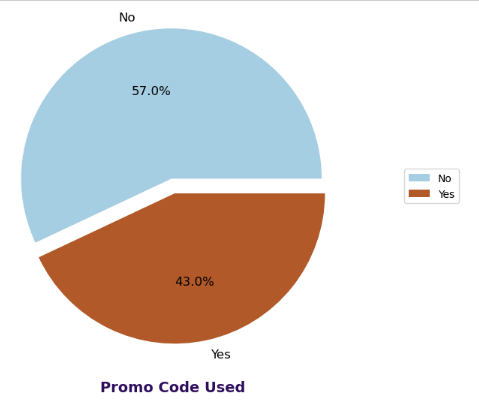 No
57.0%
No
Yes
43.0%
Yes
Promo Code Used